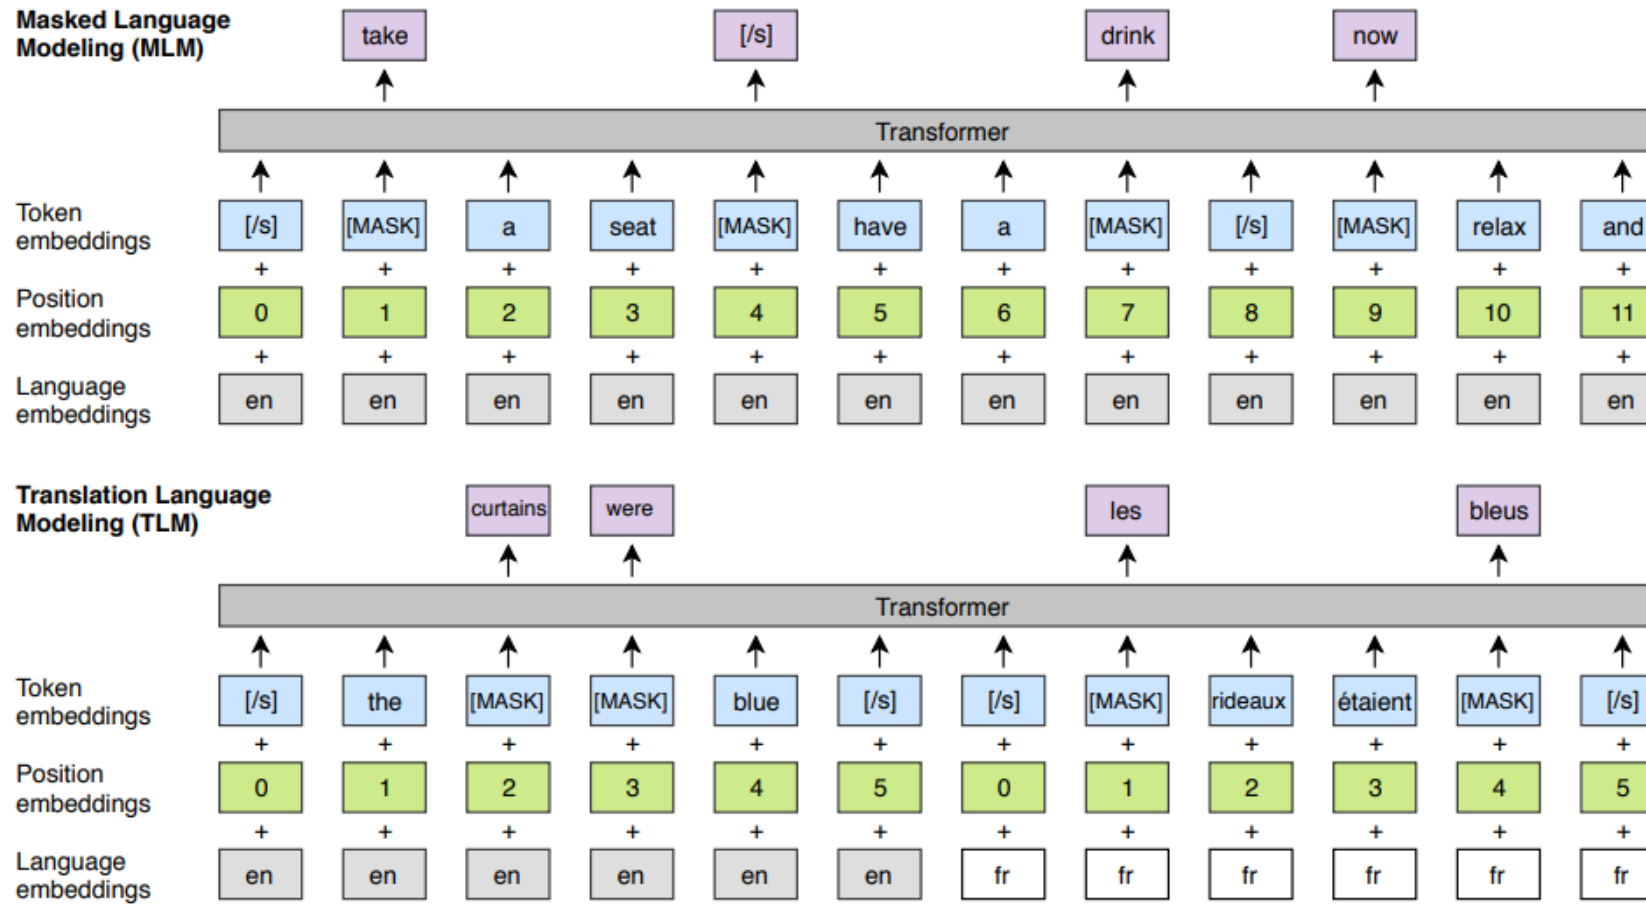 Masked Language
Modeling (MLM)
take [/s] drink now
Transformer
Token
embeddings
[/s] [MASK] a seat [MASK] have a [MASK] [/s] [MASK] relax and
+ + + + + + + + + + + +
Position
embeddings
0 1 2 3 4 5 6 7 8 9 10 11
+ + + + + + + + + + + +
Language
embeddings
en en en en en en en en en en en en
Translation Language
Modeling (TLM)
curtains were les bleus
Transformer
Token
embeddings
[/s] the [MASK] [MASK] blue [/s] [/s] [MASK] rideaux étaient [MASK] [/s]
+ + + + + + + + + + + +
Position
embeddings
0 1 2 3 4 5 0 1 2 3 4 5
+ + + + + + + + + + + +
Language
embeddings
en en en en en en fr fr fr fr fr fr